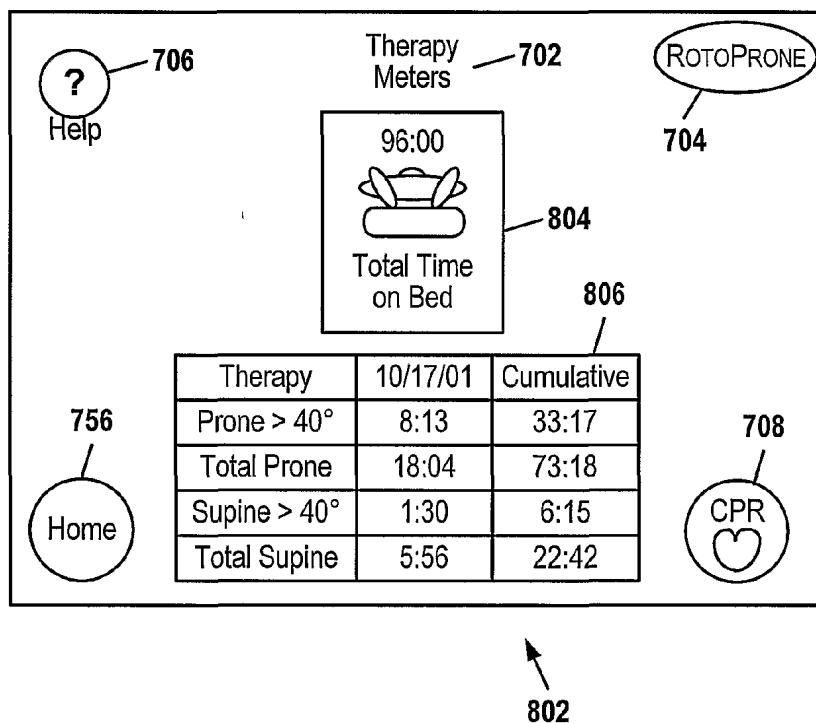 706
Therapy
Meters
702
ROTOPRONE
?
Help
704
96:00
Total Time
on Bed
804
806
Therapy 10/17/01 Cumulative
Prone > 40° 8:13 33:17
Total Prone 18:04 73:18
Supine > 40° 1:30 6:15
Total Supine 5:56 22:42
756
Home
708
CPR
802